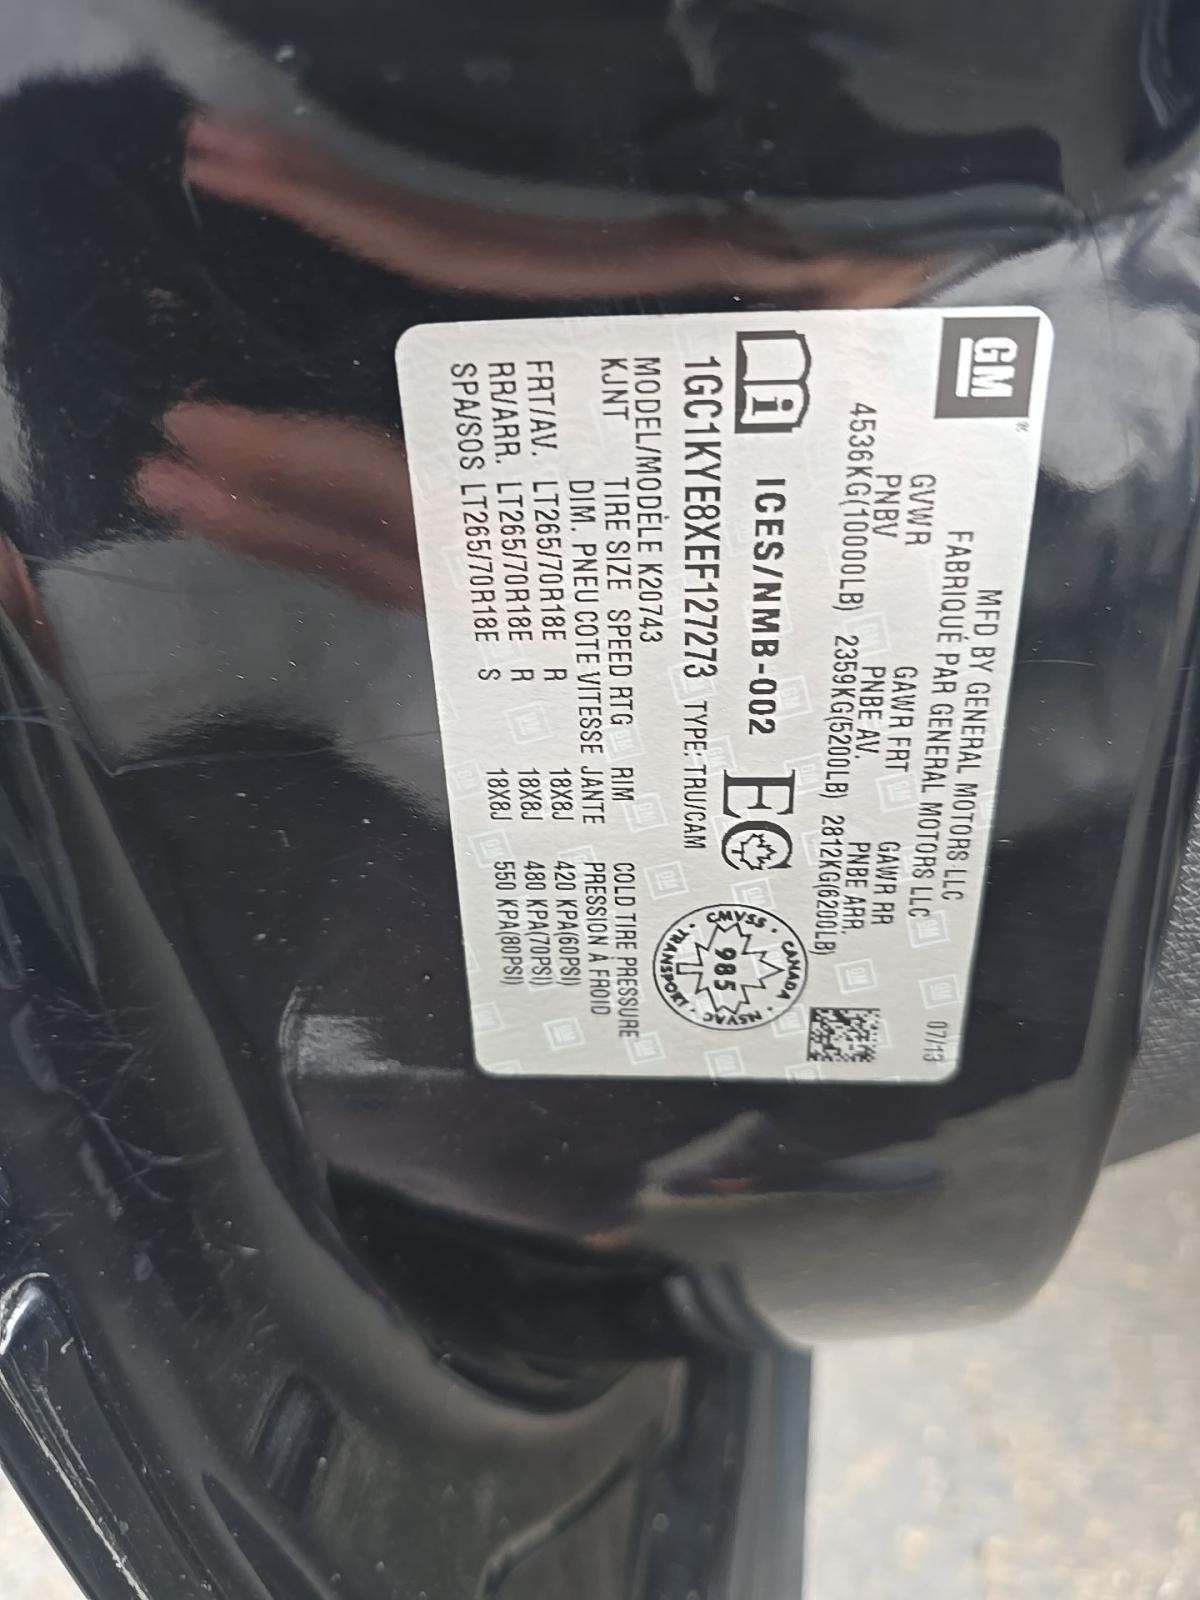 GM
MFD BY GENERAL MOTORS LLC 07/13
FABRIQUÉ PAR GENERAL MOTORS LLC
GVWR GAWR FRT GAWR RR
PNBV PNBE AV. PNBE ARR.
4536KG(10000LB) 2359KG(5200LB) 2812KG(6200LB)
i ICES/NMB-002 EC
CANADA · NSVAC · TRANSPORT · CMVSS ·
985
1GC1KYE8XEF127273 TYPE: TRU/CAM
MODEL/MODÈLE K20743
KJNT TIRE SIZE SPEED RTG RIM COLD TIRE PRESSURE
DIM. PNEU COTE VITESSE JANTE PRESSION À FROID
FRT/AV. LT265/70R18E R 18X8J 420 KPA(60PSI)
RR/ARR. LT265/70R18E R 18X8J 480 KPA(70PSI)
SPA/SOS LT265/70R18E S 18X8J 550 KPA(80PSI)